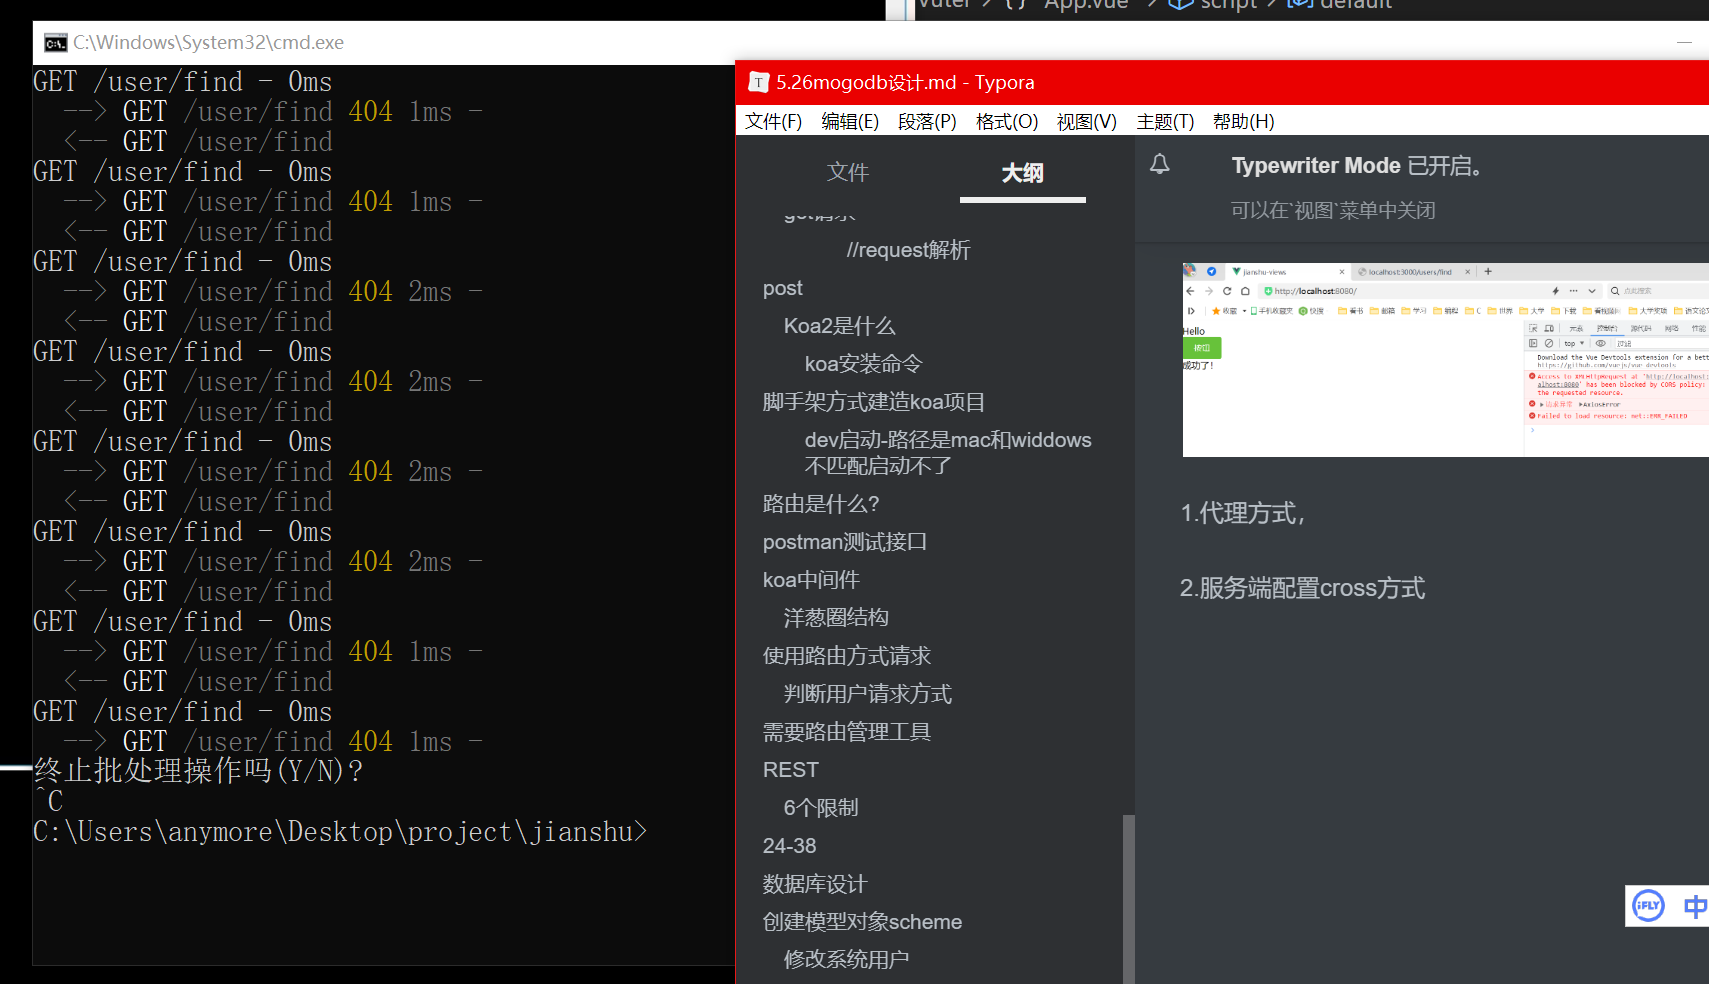 App.vue > script > default
C:\Windows\System32\cmd.exe
GET /user/find - 0ms
--> GET /user/find 404 1ms -
<-- GET /user/find
GET /user/find - 0ms
--> GET /user/find 404 1ms -
<-- GET /user/find
GET /user/find - 0ms
--> GET /user/find 404 2ms -
<-- GET /user/find
GET /user/find - 0ms
--> GET /user/find 404 2ms -
<-- GET /user/find
GET /user/find - 0ms
--> GET /user/find 404 2ms -
<-- GET /user/find
GET /user/find - 0ms
--> GET /user/find 404 2ms -
<-- GET /user/find
GET /user/find - 0ms
--> GET /user/find 404 1ms -
<-- GET /user/find
GET /user/find - 0ms
--> GET /user/find 404 1ms -
终止批处理操作吗(Y/N)?
^C
C:\Users\anymore\Desktop\project\jianshu>
5.26mogodb设计.md - Typora
文件(F) 编辑(E) 段落(P) 格式(O) 视图(V) 主题(T) 帮助(H)
文件 大纲
get请求
//request解析
post
Koa2是什么
koa安装命令
脚手架方式建造koa项目
dev启动-路径是mac和widdows
不匹配启动不了
路由是什么?
postman测试接口
koa中间件
洋葱圈结构
使用路由方式请求
判断用户请求方式
需要路由管理工具
REST
6个限制
24-38
数据库设计
创建模型对象scheme
修改系统用户
Typewriter Mode 已开启。
可以在`视图`菜单中关闭
jianshu-views localhost:3000/users/find
http://localhost:8080/
Hello
按钮
成功了!
top
Download the Vue Devtools extension for a bett
https://github.com/vuejs/vue-devtools
Access to XMLHttpRequest at 'http://localhost:
alhost:8080' has been blocked by CORS policy:
the requested resource.
请求异常 AxiosError
Failed to load resource: net::ERR_FAILED
1.代理方式，
2.服务端配置cross方式
iFLY 中